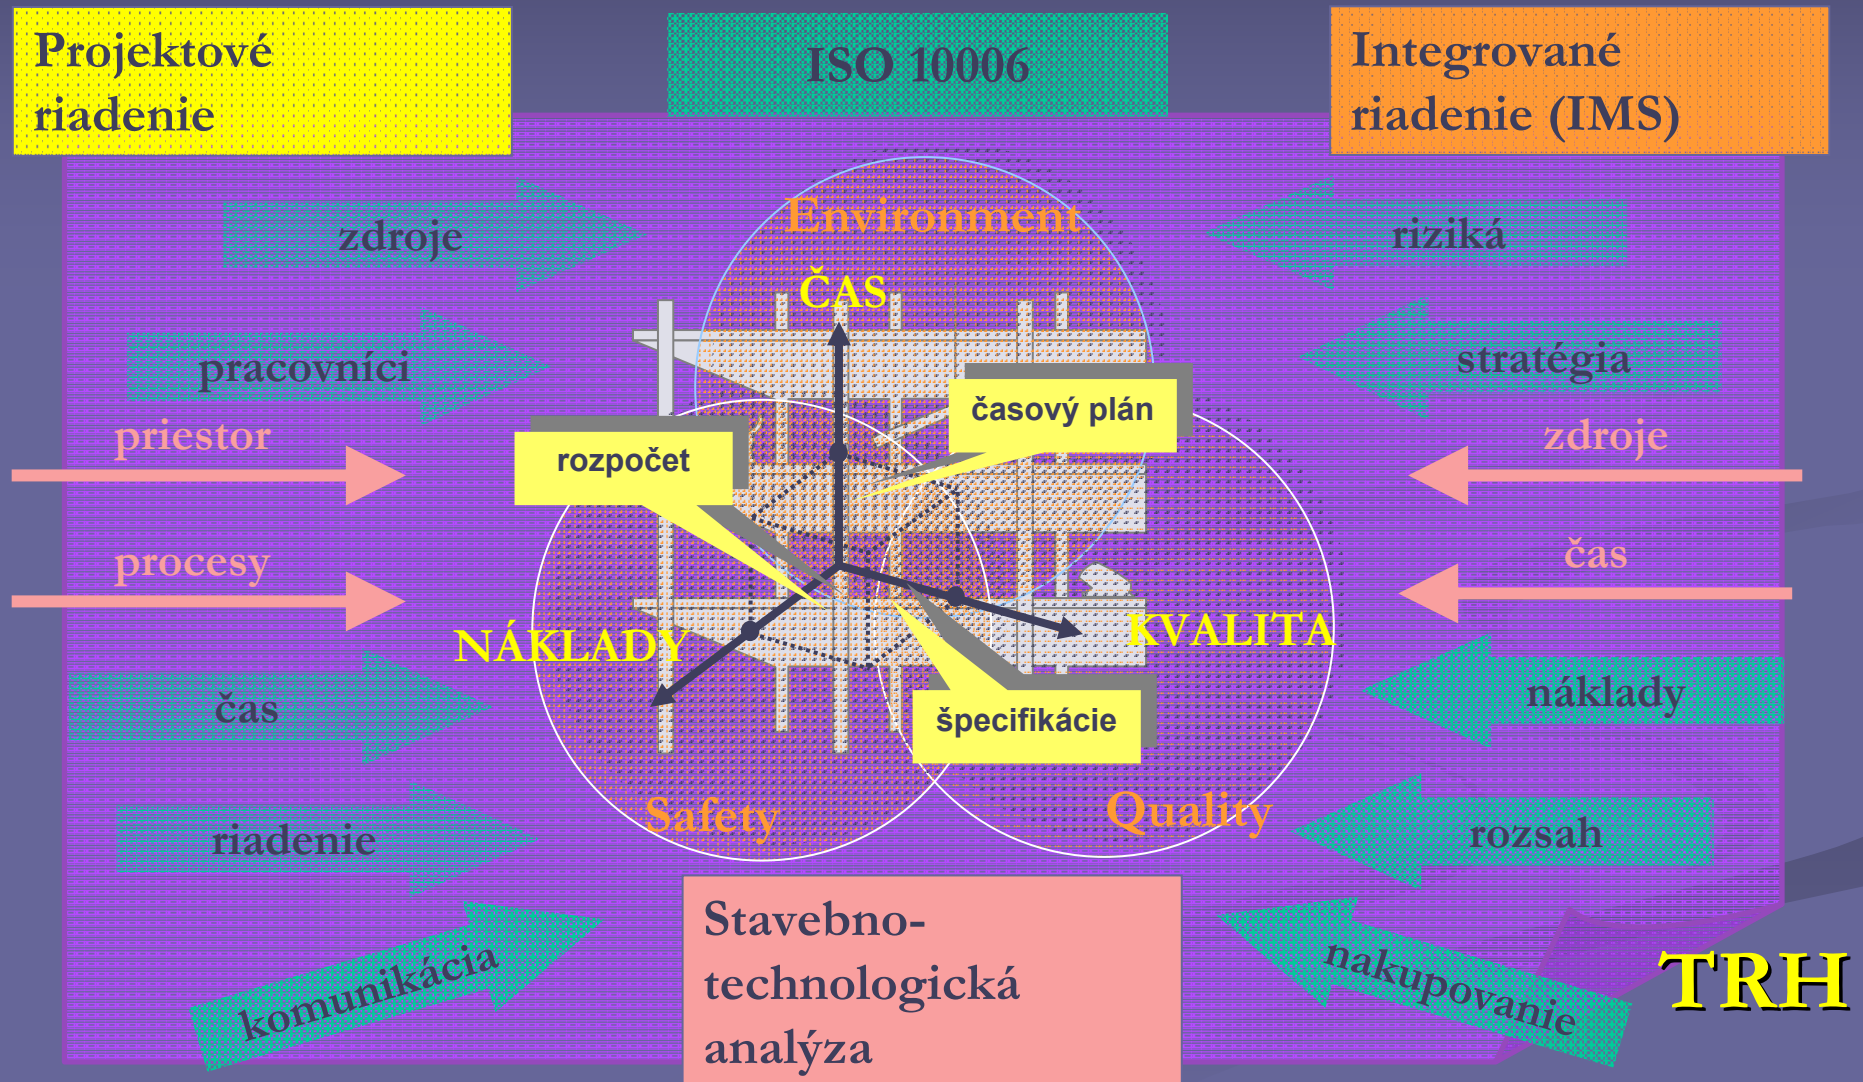 Projektové
riadenie
ISO 10006
Integrované
riadenie (IMS)
Environment
zdroje
riziká
ČAS
pracovníci
stratégia
časový plán
priestor
rozpočet
zdroje
procesy
čas
NÁKLADY
KVALITA
čas
náklady
špecifikácie
riadenie
Safety
Quality
rozsah
komunikácia
Stavebno-
technologická
analýza
nakupovanie
TRH